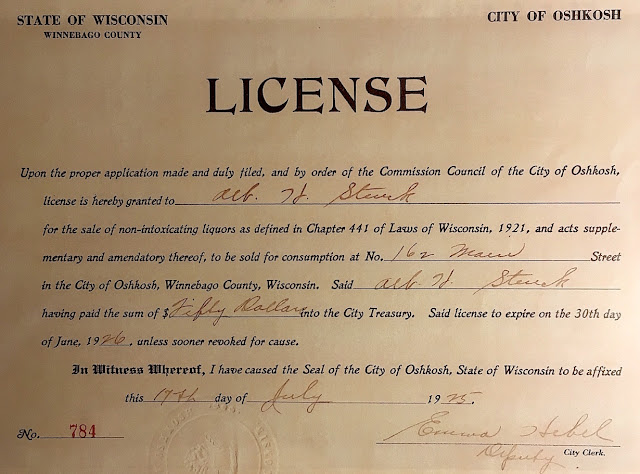 STATE OF WISCONSIN
WINNEBAGO COUNTY
CITY OF OSHKOSH
LICENSE
Upon the proper application made and duly filed, and by order of the Commission Council of the City of Oshkosh,
license is hereby granted to Alb. H. Steuck
for the sale of non-intoxicating liquors as defined in Chapter 441 of Laws of Wisconsin, 1921, and acts supple-
mentary and amendatory thereof, to be sold for consumption at No. 162 Main Street
in the City of Oshkosh, Winnebago County, Wisconsin. Said Alb. H. Steuck
having paid the sum of $ Fifty Dollars into the City Treasury. Said license to expire on the 30th day
of June, 1926, unless sooner revoked for cause.
In Witness Whereof, I have caused the Seal of the City of Oshkosh, State of Wisconsin to be affixed
this 17th day of July 1925.
No. 784
Emma Hebel
Deputy City Clerk.